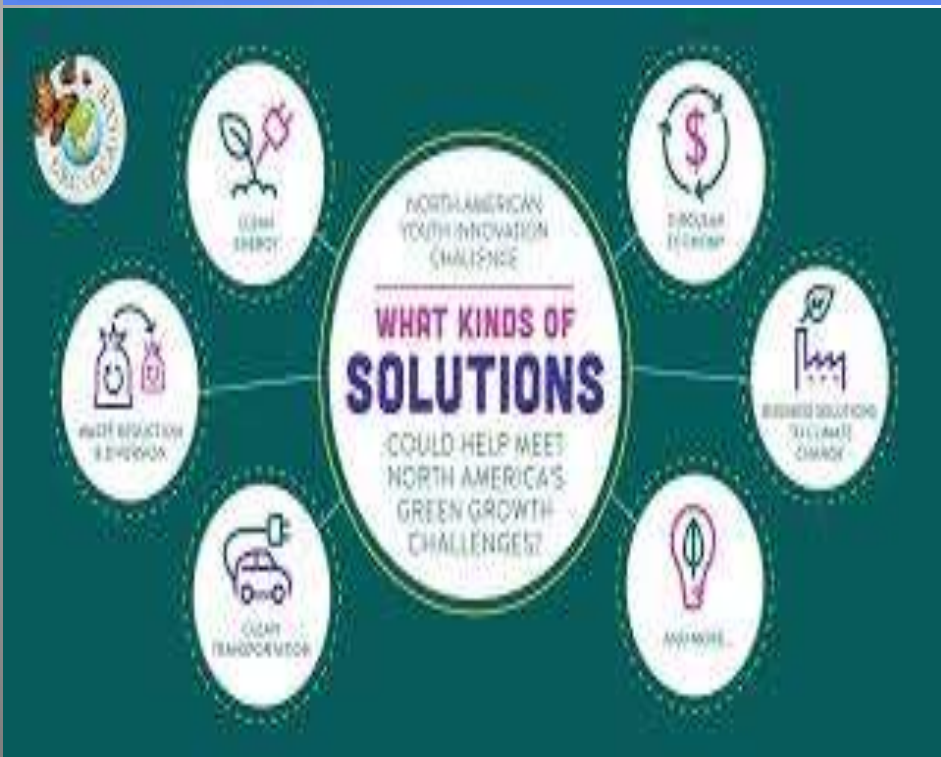 NORTH AMERICAN
YOUTH INNOVATION
CHALLENGE
WHAT KINDS OF
SOLUTIONS
COULD HELP MEET
NORTH AMERICA'S
GREEN GROWTH
CHALLENGES?
CLEAN
ENERGY
$
CIRCULAR
ECONOMY
WASTE REDUCTION
& DIVERSION
BUSINESS SOLUTIONS
TO CLIMATE
CHANGE
CLEAN
TRANSPORTATION
AND MORE...